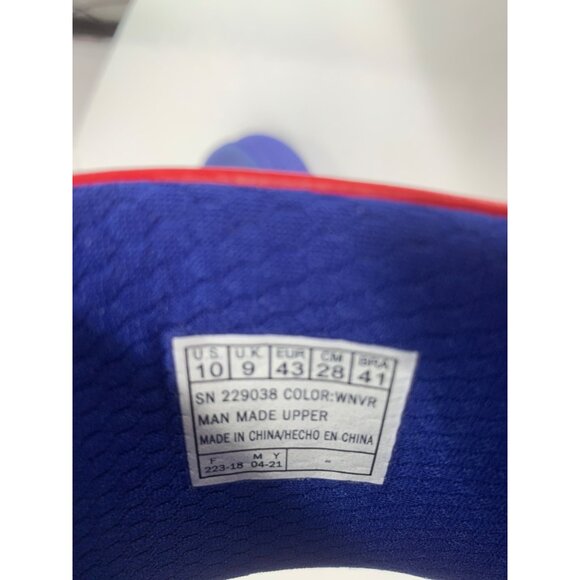 U.S. U.K. EUR CM BRA
10 9 43 28 41
SN 229038 COLOR:WNVR
MAN MADE UPPER
MADE IN CHINA/HECHO EN CHINA
F M Y
223-18 04-21 -